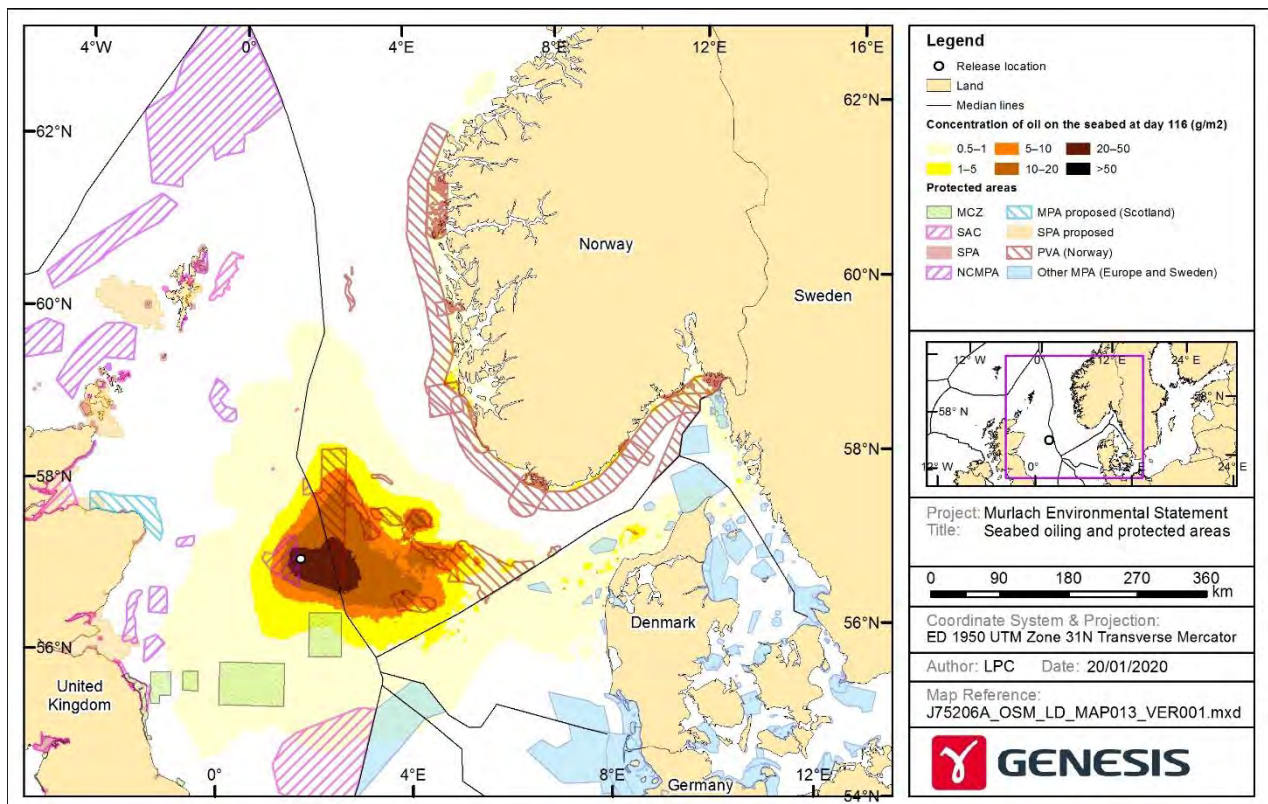 4°W 0° 4°E 8°E 12°E 16°E
62°N 62°N
Norway
Sweden
60°N 60°N
58°N 58°N
56°N 56°N
Denmark
United
Kingdom
Germany
0° 4°E 8°E 12°E 54°N
Legend
Release location
Land
Median lines
Concentration of oil on the seabed at day 116 (g/m2)
0.5–1 5–10 20–50
1–5 10–20 >50
Protected areas
MCZ MPA proposed (Scotland)
SAC SPA proposed
SPA PVA (Norway)
NCMPA Other MPA (Europe and Sweden)
12°W 0° 12°E 24°E
58°N 58°N
12°W 0° 12°E 24°E
Project: Murlach Environmental Statement
Title: Seabed oiling and protected areas
0 90 180 270 360
km
Coordinate System & Projection:
ED 1950 UTM Zone 31N Transverse Mercator
Author: LPC Date: 20/01/2020
Map Reference:
J75206A_OSM_LD_MAP013_VER001.mxd
GENESIS